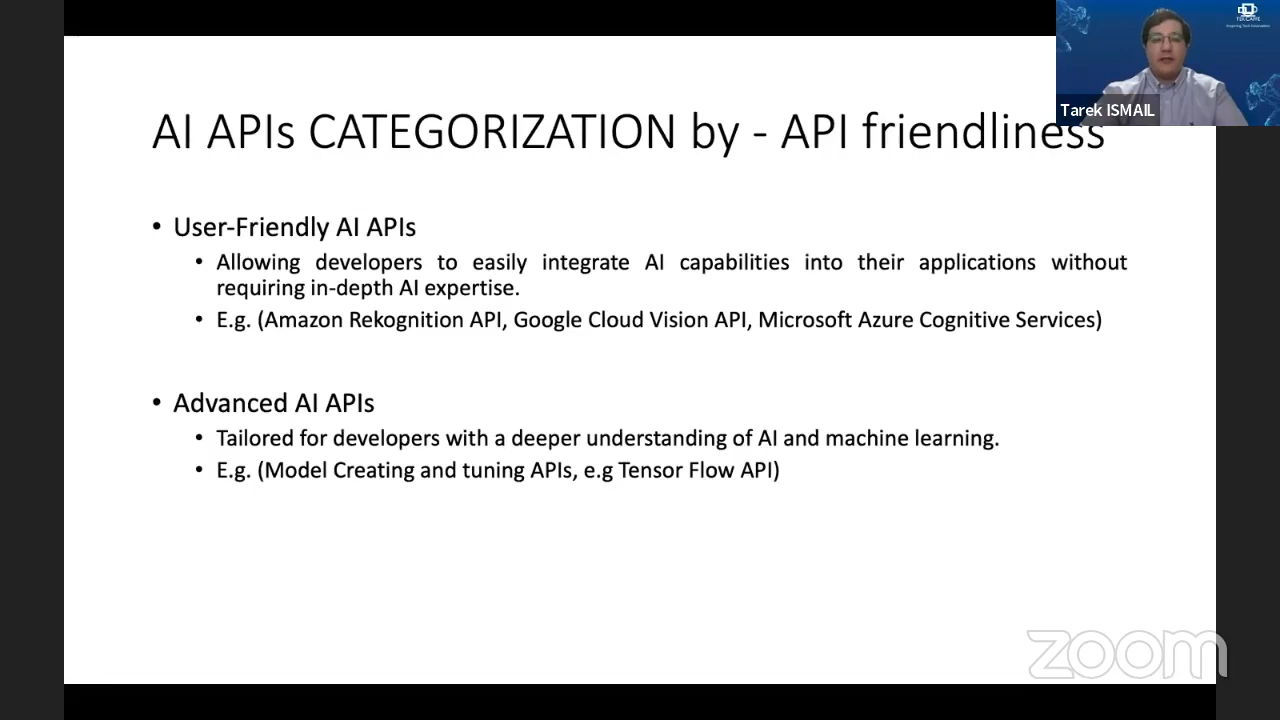 AI APIs CATEGORIZATION by - API friendliness
Tarek ISMAIL
• User-Friendly AI APIs
• Allowing developers to easily integrate AI capabilities into their applications without
requiring in-depth AI expertise.
• E.g. (Amazon Rekognition API, Google Cloud Vision API, Microsoft Azure Cognitive Services)
• Advanced AI APIs
• Tailored for developers with a deeper understanding of AI and machine learning.
• E.g. (Model Creating and tuning APIs, e.g Tensor Flow API)
zoom